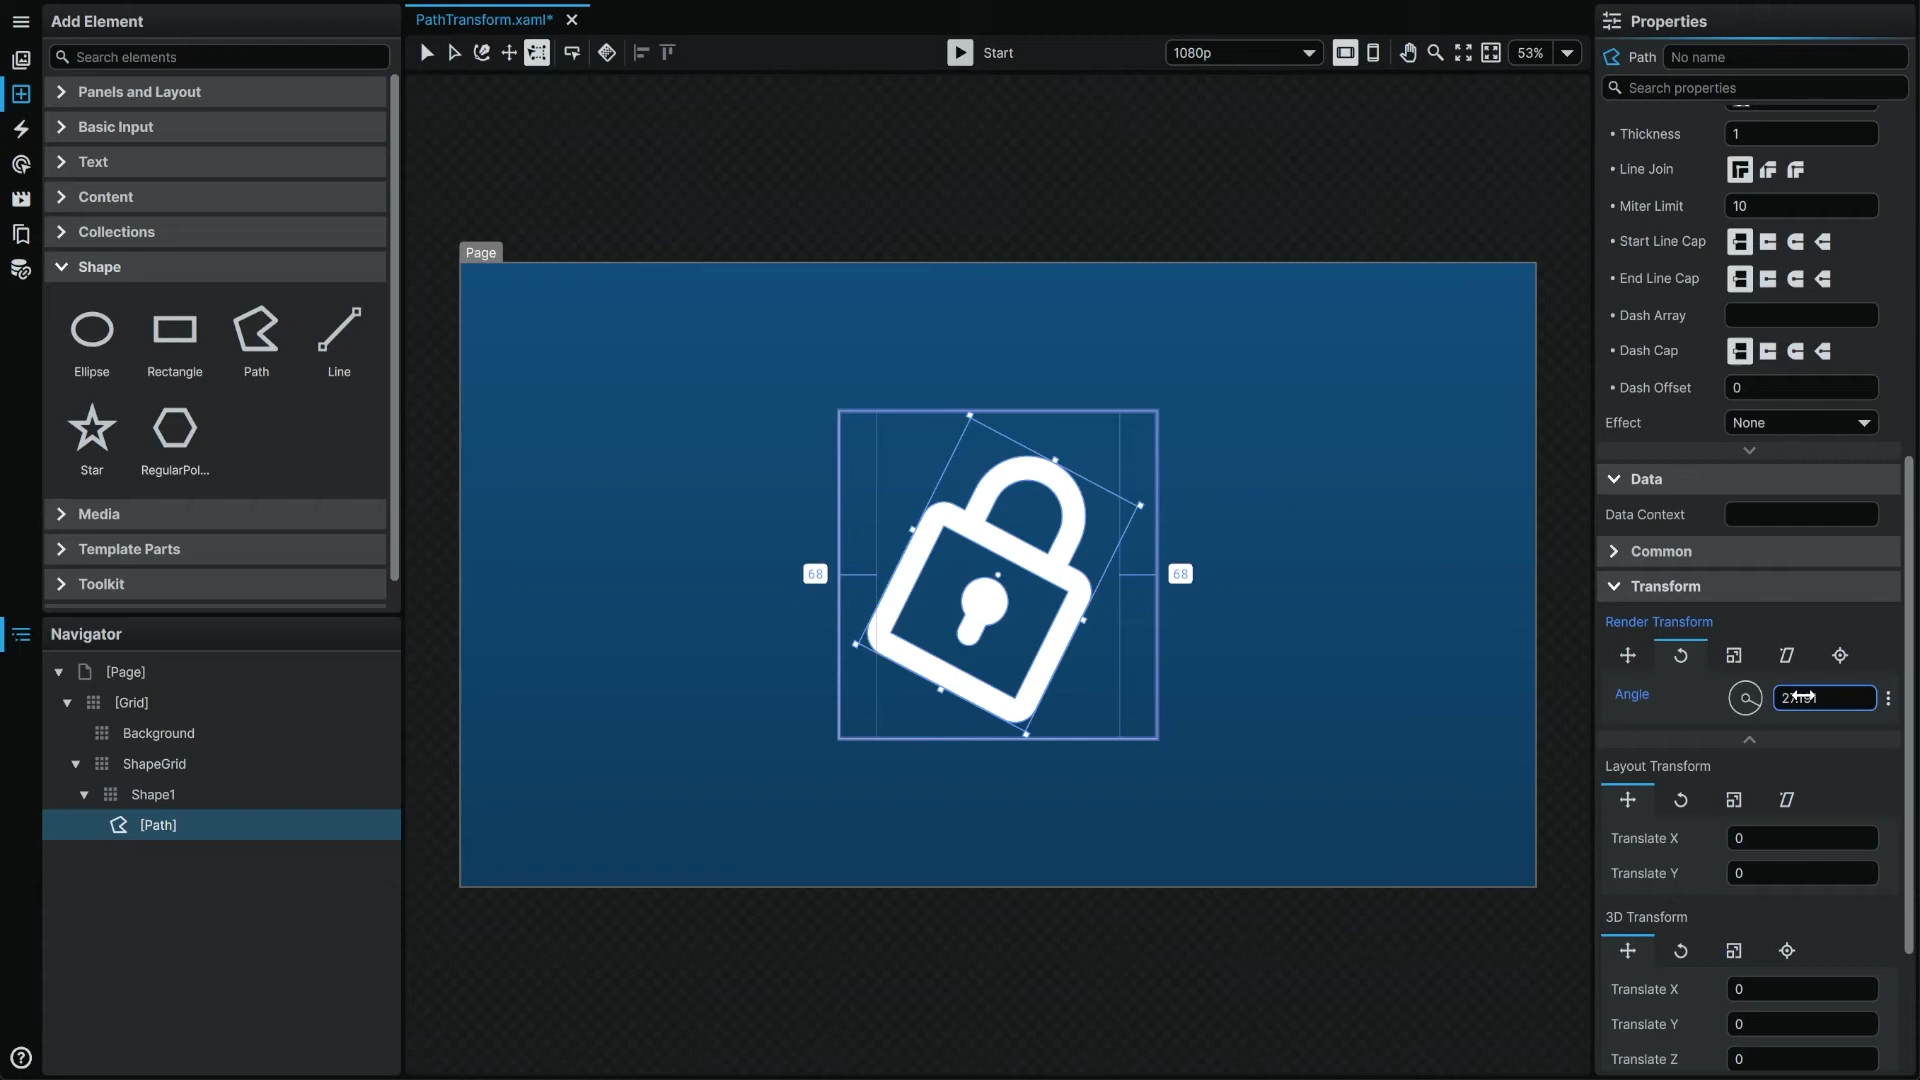 Add Element
Search elements
Panels and Layout
Basic Input
Text
Content
Collections
Shape
Ellipse
Rectangle
Path
Line
Star
RegularPol...
Media
Template Parts
Toolkit
Navigator
[Page]
[Grid]
Background
ShapeGrid
Shape1
[Path]
PathTransform.xaml*
Start
1080p
53%
Page
68
68
Properties
Path
No name
Search properties
Thickness
1
Line Join
Miter Limit
10
Start Line Cap
End Line Cap
Dash Array
Dash Cap
Dash Offset
0
Effect
None
Data
Data Context
Common
Transform
Render Transform
Angle
Layout Transform
Translate X
0
Translate Y
0
3D Transform
Translate X
0
Translate Y
0
Translate Z
0